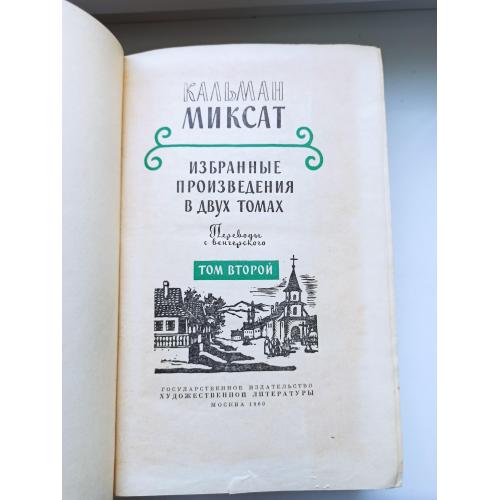 КАЛЬМАН
МИКСАТ
ИЗБРАННЫЕ
ПРОИЗВЕДЕНИЯ
В ДВУХ ТОМАХ
Переводы
с венгерского
ТОМ ВТОРОЙ
ГОСУДАРСТВЕННОЕ ИЗДАТЕЛЬСТВО
ХУДОЖЕСТВЕННОЙ ЛИТЕРАТУРЫ
МОСКВА 1960